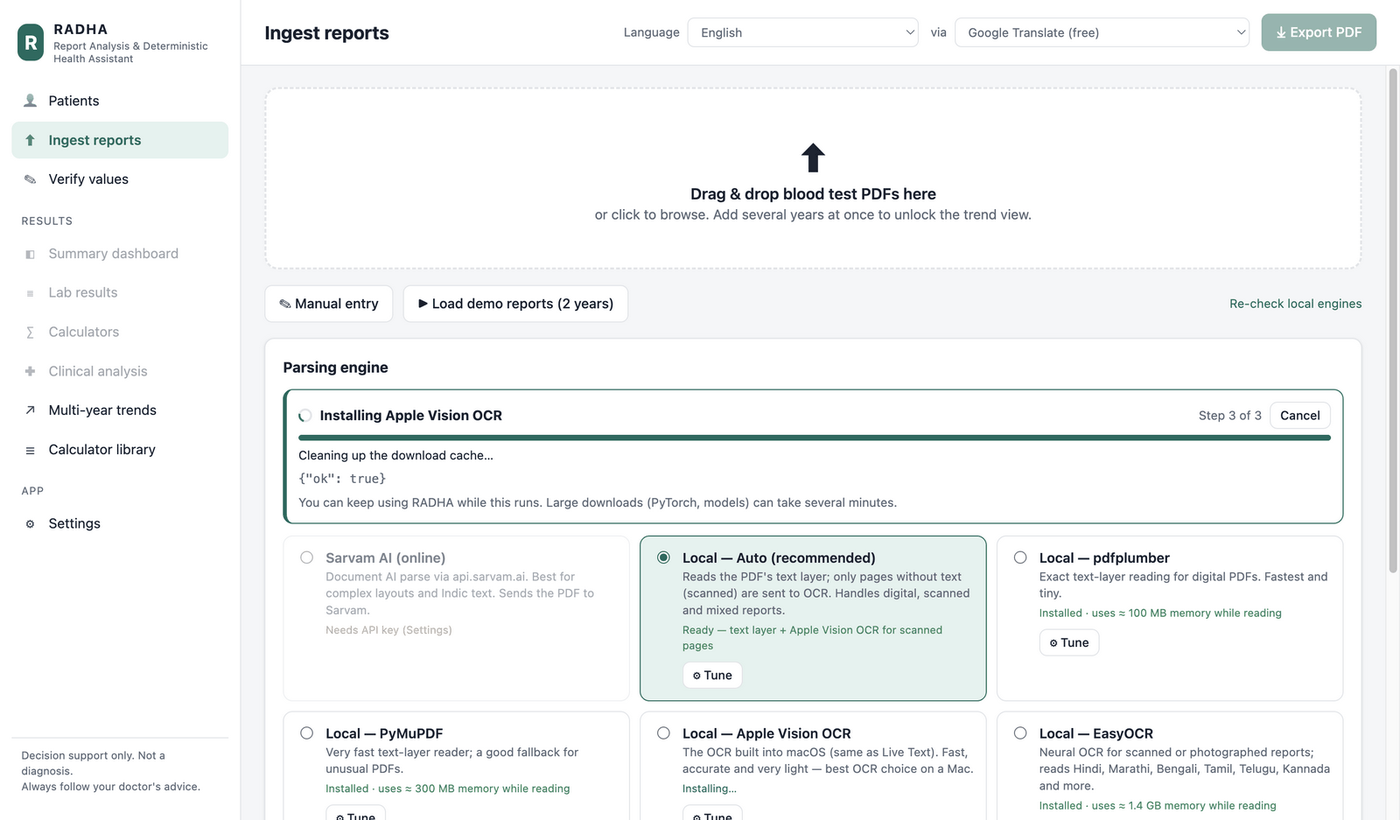 R
RADHA
Report Analysis & Deterministic
Health Assistant
Patients
Ingest reports
Verify values
RESULTS
Summary dashboard
Lab results
Calculators
Clinical analysis
Multi-year trends
Calculator library
APP
Settings
Decision support only. Not a
diagnosis.
Always follow your doctor's advice.
Ingest reports
Language
English
via
Google Translate (free)
Export PDF
Drag & drop blood test PDFs here
or click to browse. Add several years at once to unlock the trend view.
Manual entry
Load demo reports (2 years)
Re-check local engines
Parsing engine
Installing Apple Vision OCR
Step 3 of 3
Cancel
Cleaning up the download cache...
{"ok": true}
You can keep using RADHA while this runs. Large downloads (PyTorch, models) can take several minutes.
Sarvam AI (online)
Document AI parse via api.sarvam.ai. Best for
complex layouts and Indic text. Sends the PDF to
Sarvam.
Needs API key (Settings)
Local — Auto (recommended)
Reads the PDF's text layer; only pages without text
(scanned) are sent to OCR. Handles digital, scanned
and mixed reports.
Ready — text layer + Apple Vision OCR for scanned
pages
Tune
Local — pdfplumber
Exact text-layer reading for digital PDFs. Fastest and
tiny.
Installed · uses ≈ 100 MB memory while reading
Tune
Local — PyMuPDF
Very fast text-layer reader; a good fallback for
unusual PDFs.
Installed · uses ≈ 300 MB memory while reading
Tune
Local — Apple Vision OCR
The OCR built into macOS (same as Live Text). Fast,
accurate and very light — best OCR choice on a Mac.
Installing...
Tune
Local — EasyOCR
Neural OCR for scanned or photographed reports;
reads Hindi, Marathi, Bengali, Tamil, Telugu, Kannada
and more.
Installed · uses ≈ 1.4 GB memory while reading